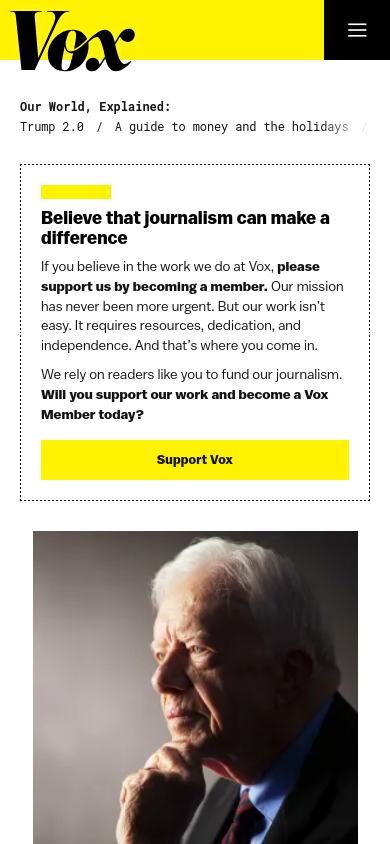 Vox
Our World, Explained:
Trump 2.0 / A guide to money and the holidays /
Believe that journalism can make a
difference
If you believe in the work we do at Vox, please
support us by becoming a member. Our mission
has never been more urgent. But our work isn’t
easy. It requires resources, dedication, and
independence. And that’s where you come in.
We rely on readers like you to fund our journalism.
Will you support our work and become a Vox
Member today?
Support Vox